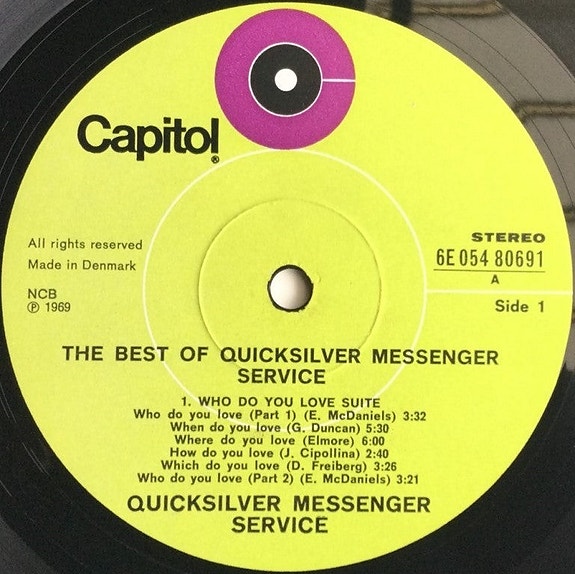 Capitol®
All rights reserved
Made in Denmark
NCB
℗ 1969
STEREO
6E 054 80691
A
Side 1
THE BEST OF QUICKSILVER MESSENGER
SERVICE
1. WHO DO YOU LOVE SUITE
Who do you love (Part 1) (E. McDaniels) 3:32
When do you love (G. Duncan) 5:30
Where do you love (Elmore) 6:00
How do you love (J. Cipollina) 2:40
Which do you love (D. Freiberg) 3:26
Who do you love (Part 2) (E. McDaniels) 3:21
QUICKSILVER MESSENGER
SERVICE